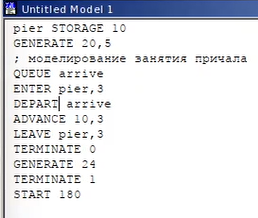 Untitled Model 1
pier STORAGE 10
GENERATE 20,5
; моделирование занятия причала
QUEUE arrive
ENTER pier,3
DEPART arrive
ADVANCE 10,3
LEAVE pier,3
TERMINATE 0
GENERATE 24
TERMINATE 1
START 180